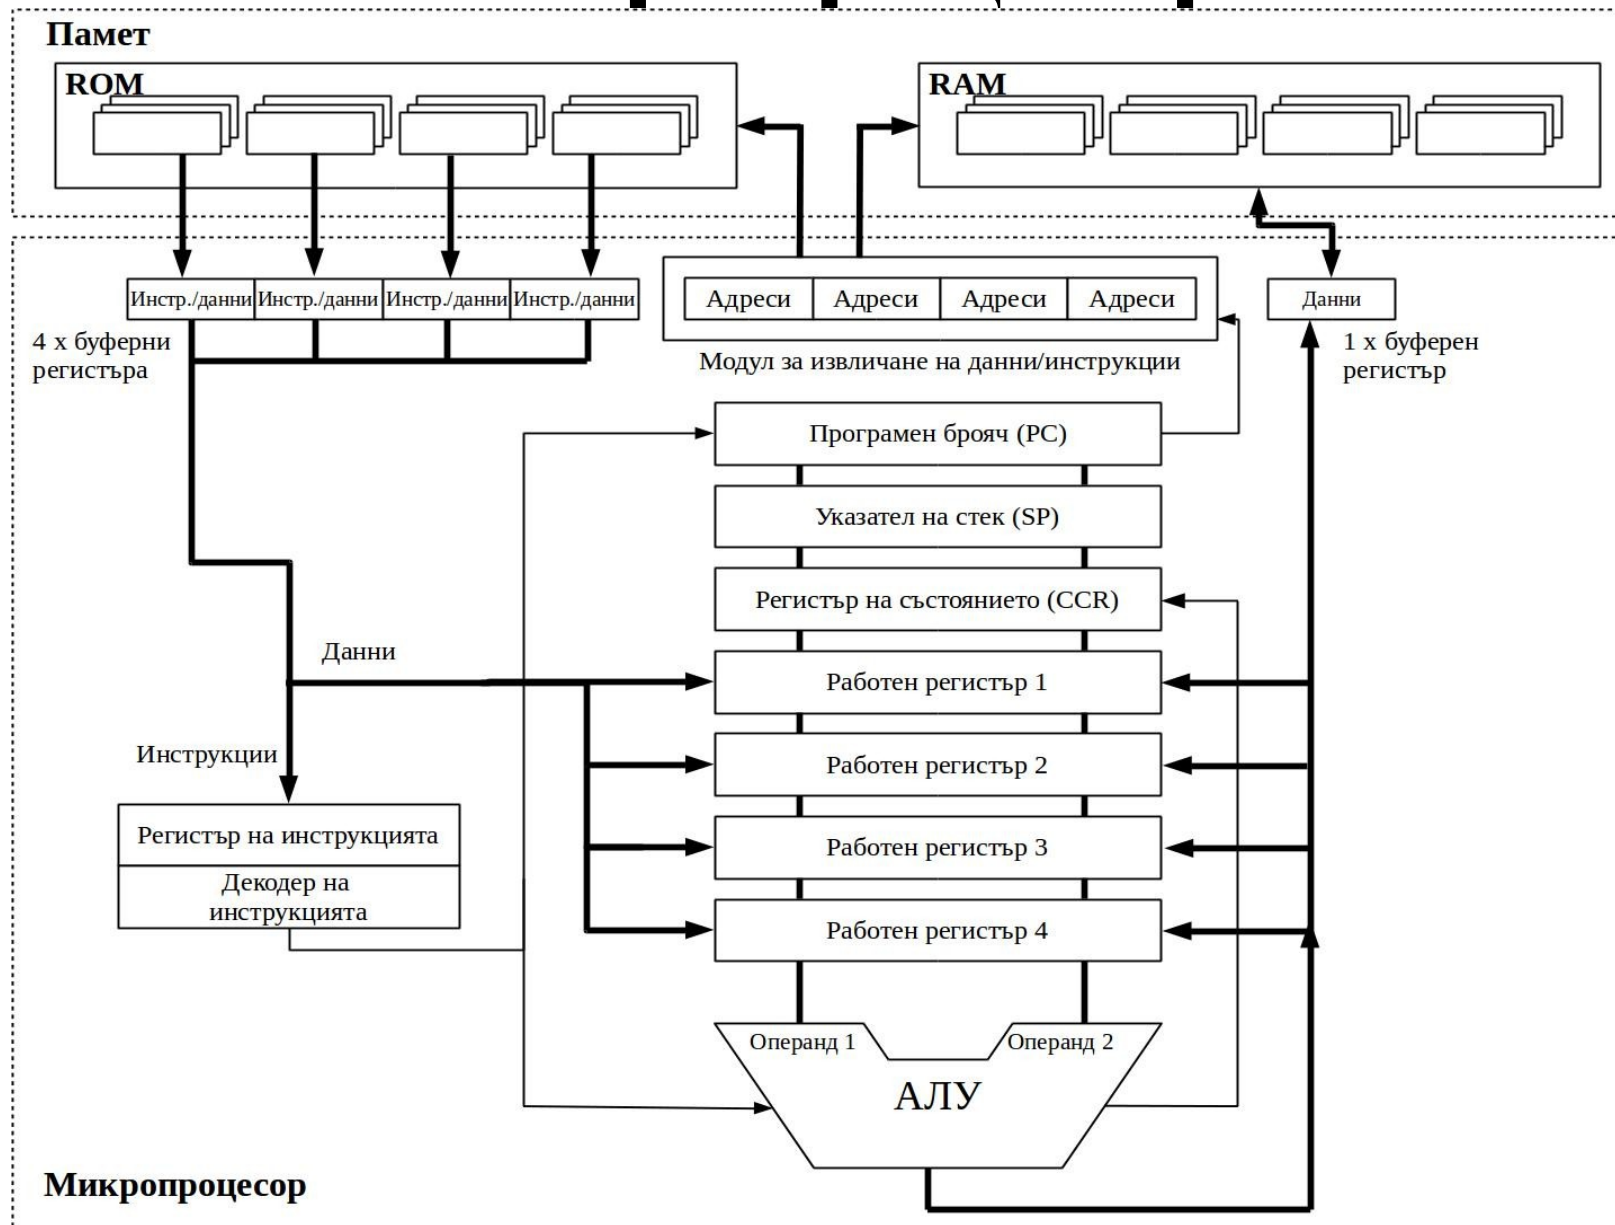 Памет
ROM
RAM
Инстр./данни
Инстр./данни
Инстр./данни
Инстр./данни
Адреси
Адреси
Адреси
Адреси
Данни
4 x буферни
регистъра
Модул за извличане на данни/инструкции
1 x буферен
регистър
Програмен брояч (PC)
Указател на стек (SP)
Регистър на състоянието (CCR)
Данни
Работен регистър 1
Инструкции
Работен регистър 2
Регистър на инструкцията
Работен регистър 3
Декодер на
инструкцията
Работен регистър 4
Операнд 1
Операнд 2
АЛУ
Микропроцесор